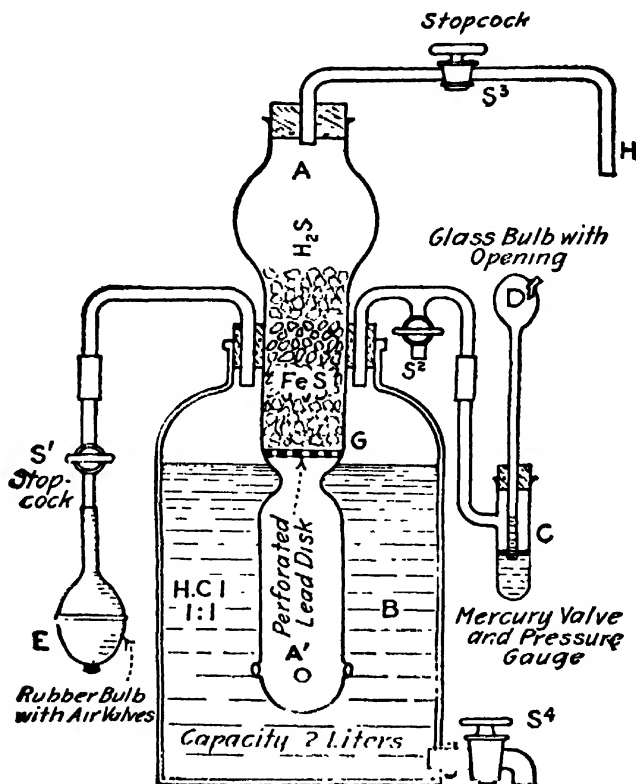 Stopcock
S3
H
A
H2S
Glass Bulb with
Opening
D
S2
FeS
G
S'
Stop-
cock
C
H.Cl
1:1
Perforated
Lead Disk
B
Mercury Valve
and Pressure
Gauge
E
A'
Rubber Bulb
with Air Valves
S4
Capacity 2 Liters